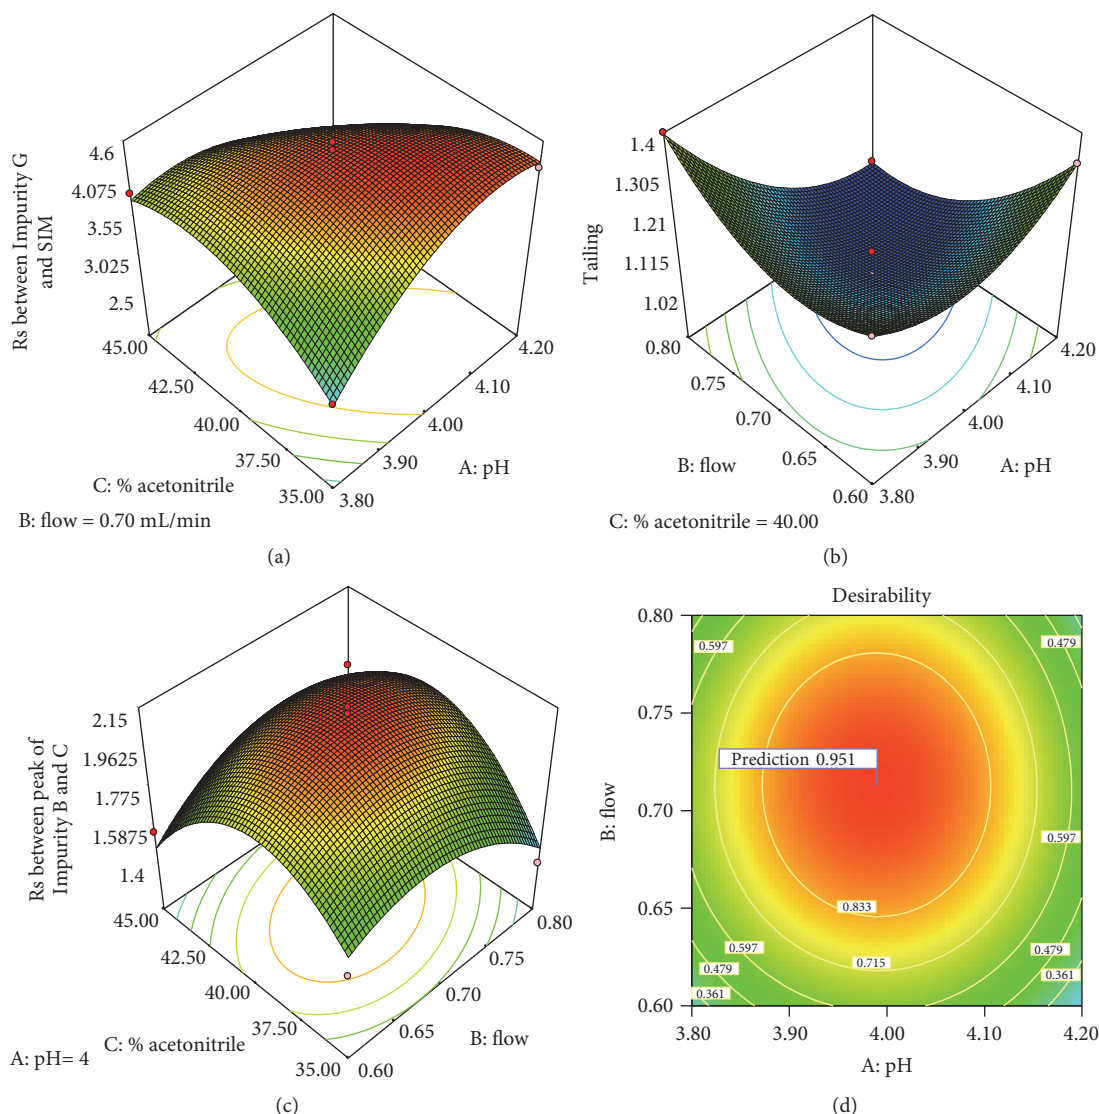 Rs between Impurity G
and SIM
4.6
4.075
3.55
3.025
2.5
45.00
42.50
40.00
37.50
35.00
3.80
3.90
4.00
4.10
4.20
C: % acetonitrile
A: pH
B: flow = 0.70 mL/min
(a)
Tailing
1.4
1.305
1.21
1.115
1.02
0.80
0.75
0.70
0.65
0.60
3.80
3.90
4.00
4.10
4.20
B: flow
A: pH
C: % acetonitrile = 40.00
(b)
Rs between peak of
Impurity B and C
2.15
1.9625
1.775
1.5875
1.4
45.00
42.50
40.00
37.50
35.00
0.60
0.65
0.70
0.75
0.80
C: % acetonitrile
B: flow
A: pH= 4
(c)
Desirability
B: flow
0.80
0.75
0.70
0.65
0.60
0.597
0.479
Prediction 0.951
0.597
0.833
0.715
0.597
0.479
0.479
0.361
0.361
3.80
3.90
4.00
4.10
4.20
A: pH
(d)